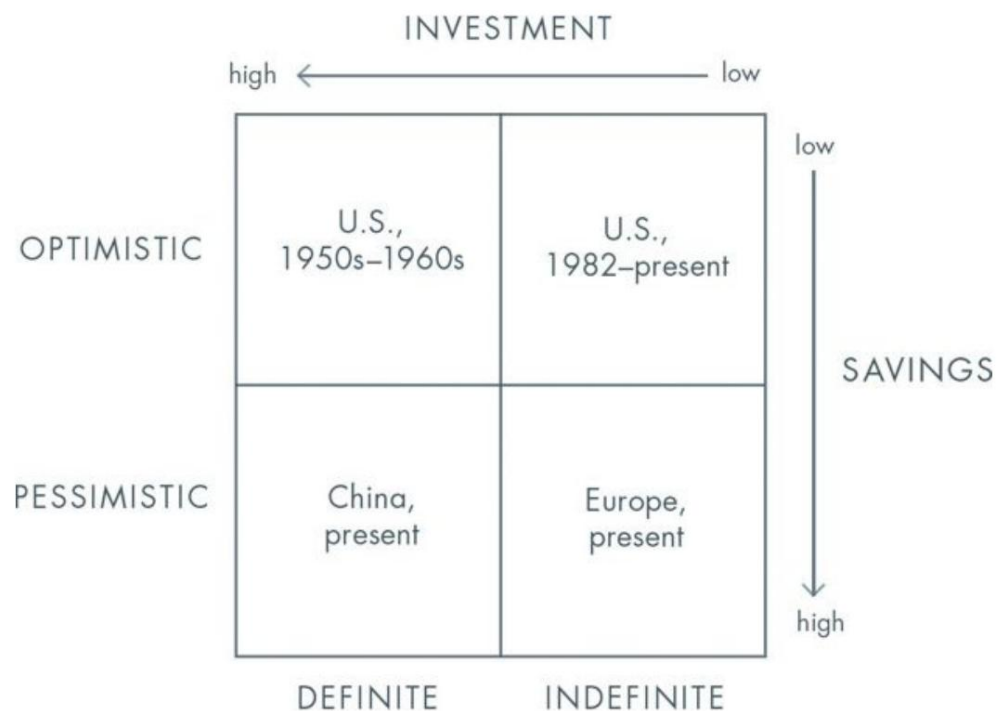 INVESTMENT
high
low
low
OPTIMISTIC
U.S.,
1950s–1960s
U.S.,
1982–present
SAVINGS
PESSIMISTIC
China,
present
Europe,
present
high
DEFINITE
INDEFINITE